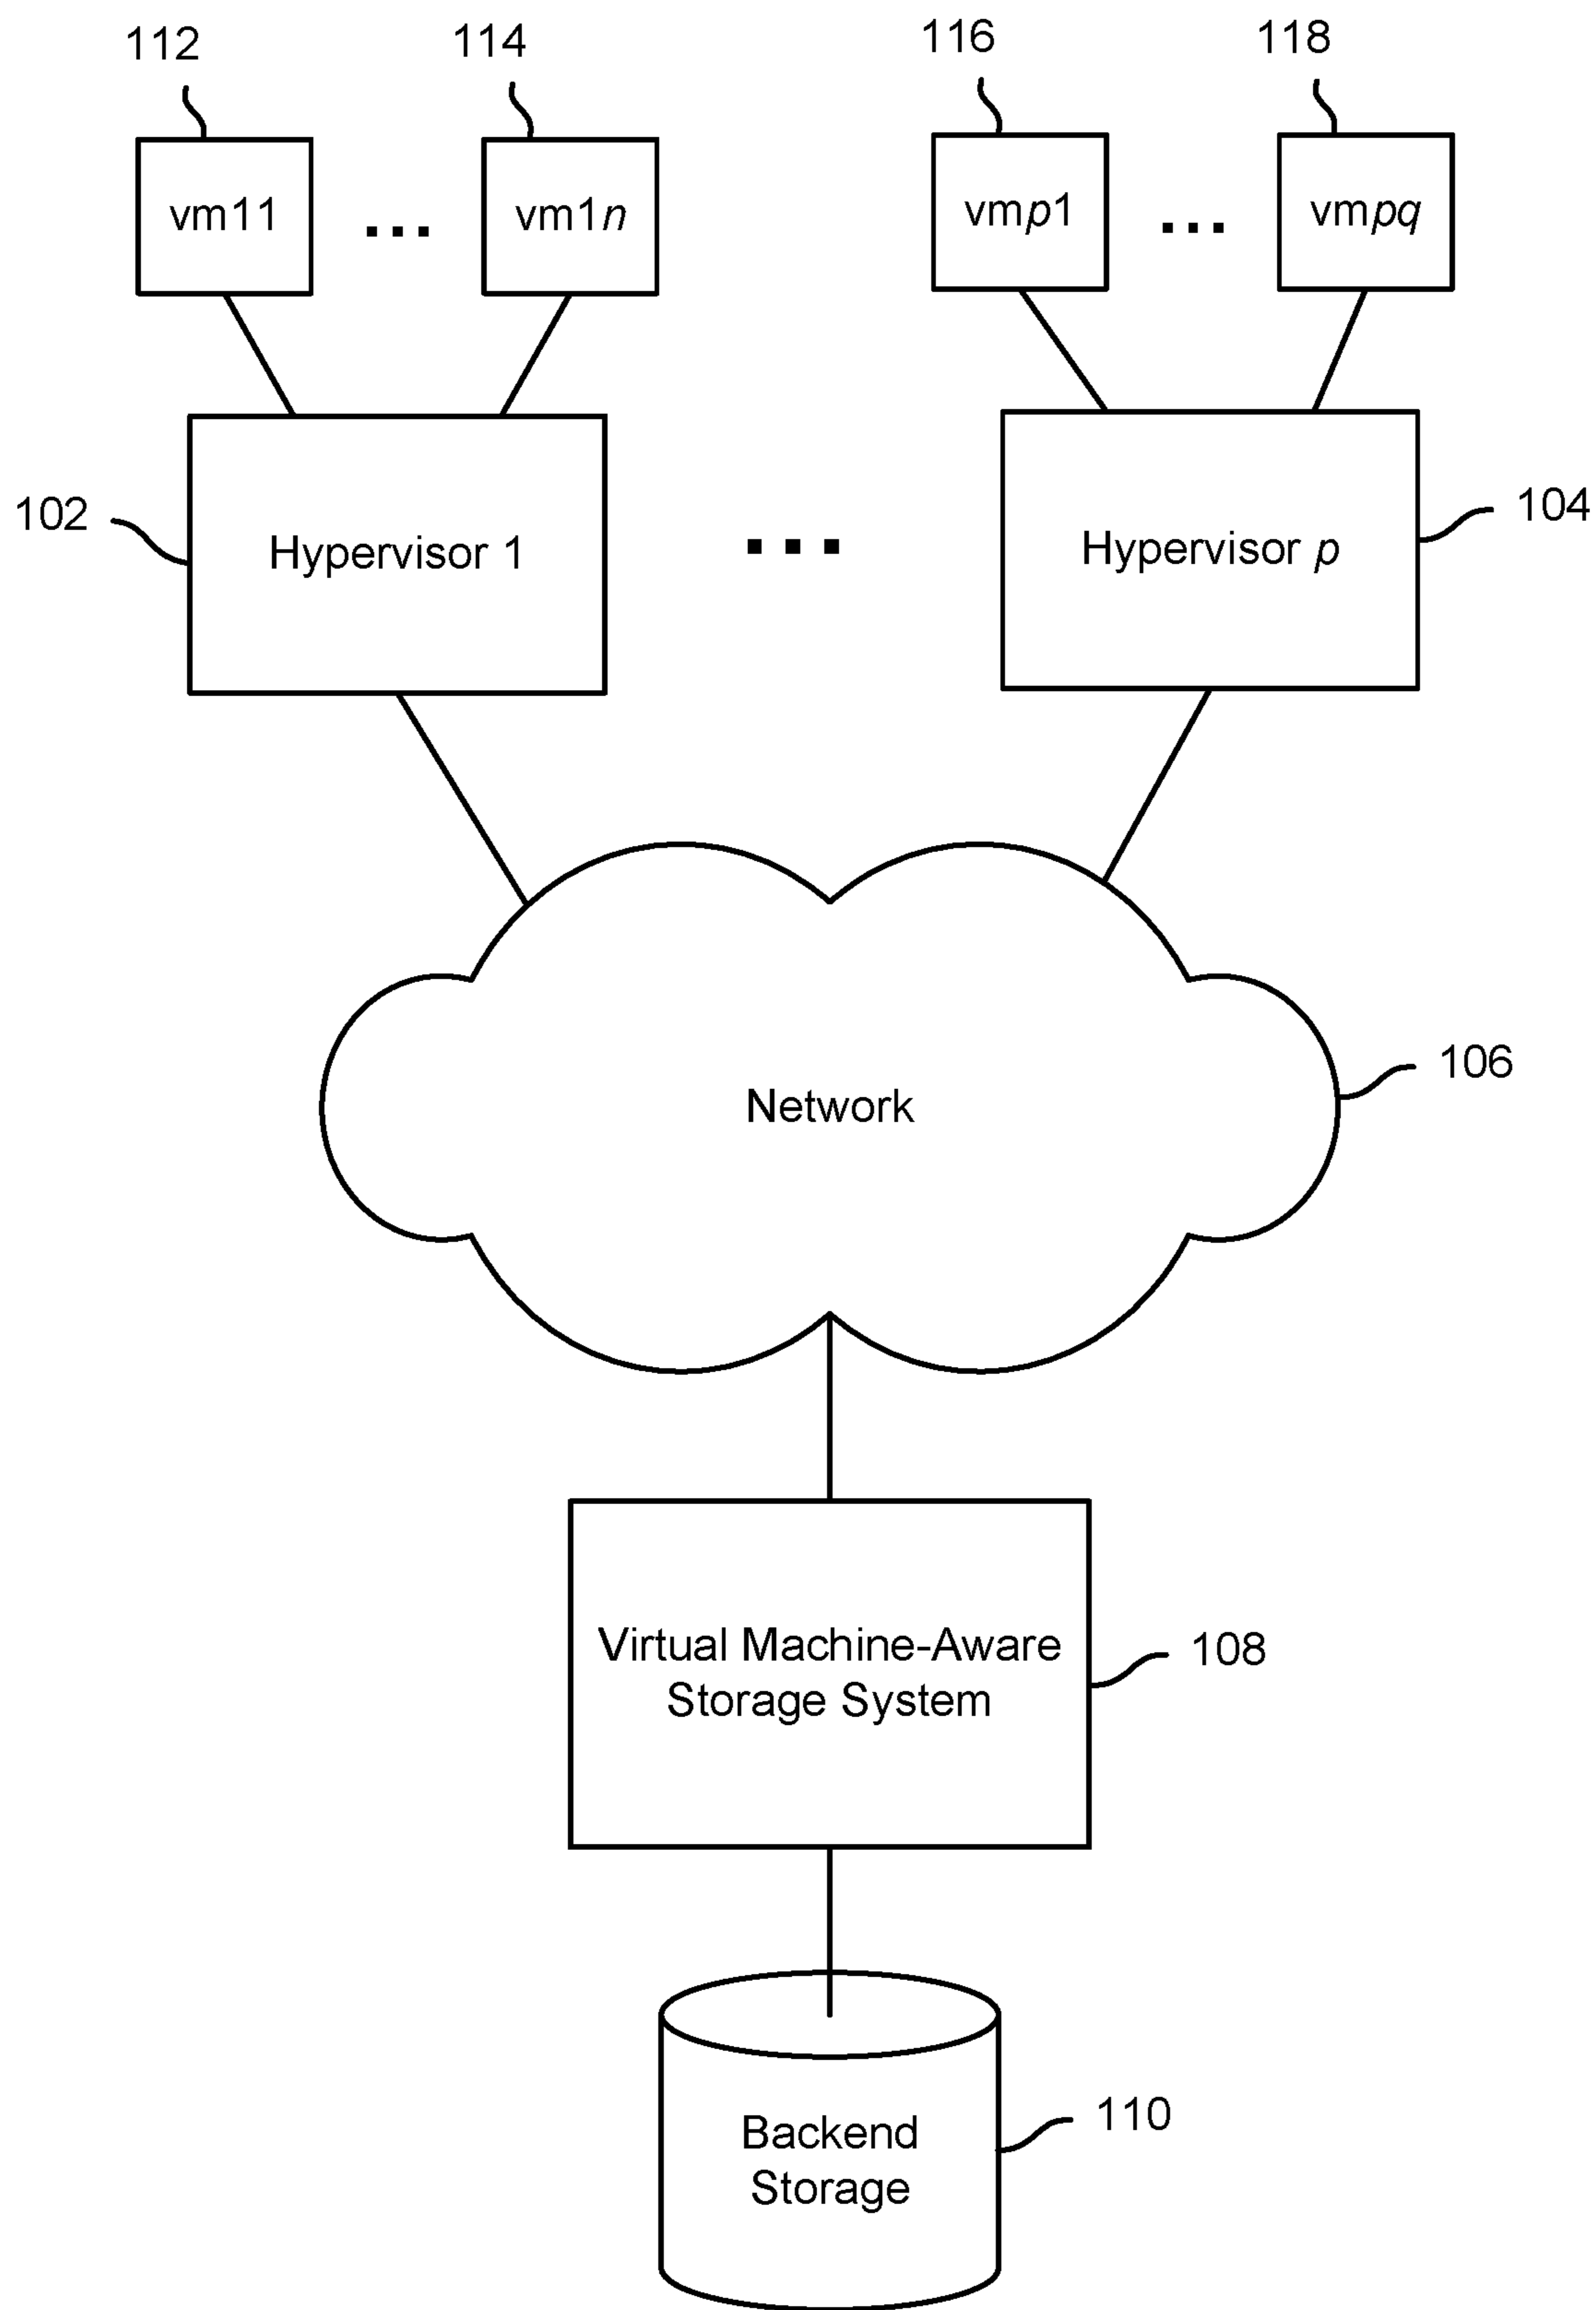 112
114
116
118
vm11
...
vm1n
vmp1
...
vmpq
102
Hypervisor 1
...
Hypervisor p
104
Network
106
Virtual Machine-Aware
Storage System
108
Backend
Storage
110